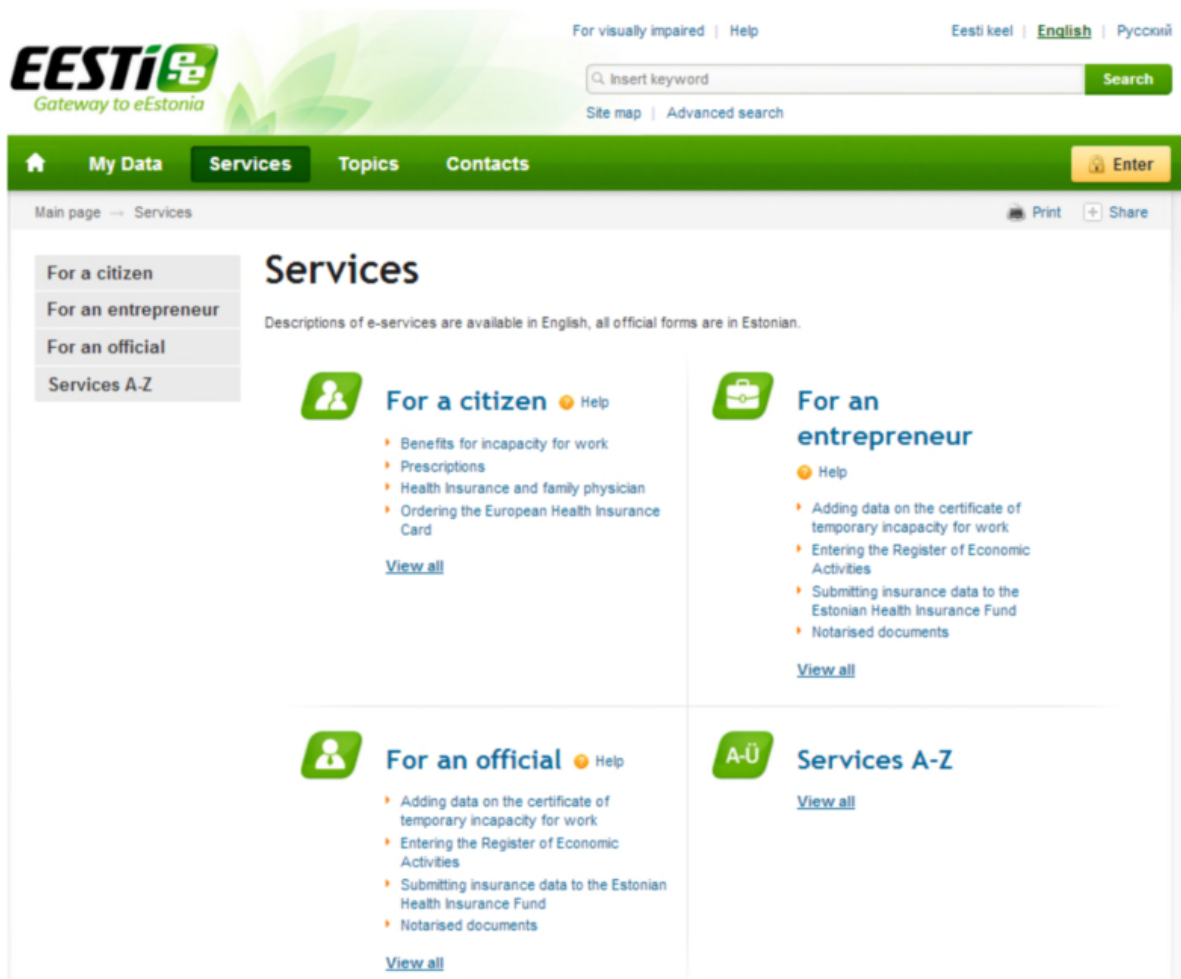 For visually impaired | Help
Eesti keel | English | Русский
EESTi e.e
Gateway to eEstonia
Insert keyword
Search
Site map | Advanced search
My Data Services Topics Contacts
Enter
Main page → Services
Print
Share
For a citizen
For an entrepreneur
For an official
Services A-Z
Services
Descriptions of e-services are available in English, all official forms are in Estonian.
For a citizen
Help
Benefits for incapacity for work
Prescriptions
Health Insurance and family physician
Ordering the European Health Insurance
Card
View all
For an
entrepreneur
Help
Adding data on the certificate of
temporary incapacity for work
Entering the Register of Economic
Activities
Submitting insurance data to the
Estonian Health Insurance Fund
Notarised documents
View all
For an official
Help
Adding data on the certificate of
temporary incapacity for work
Entering the Register of Economic
Activities
Submitting insurance data to the Estonian
Health Insurance Fund
Notarised documents
View all
A-Ü
Services A-Z
View all